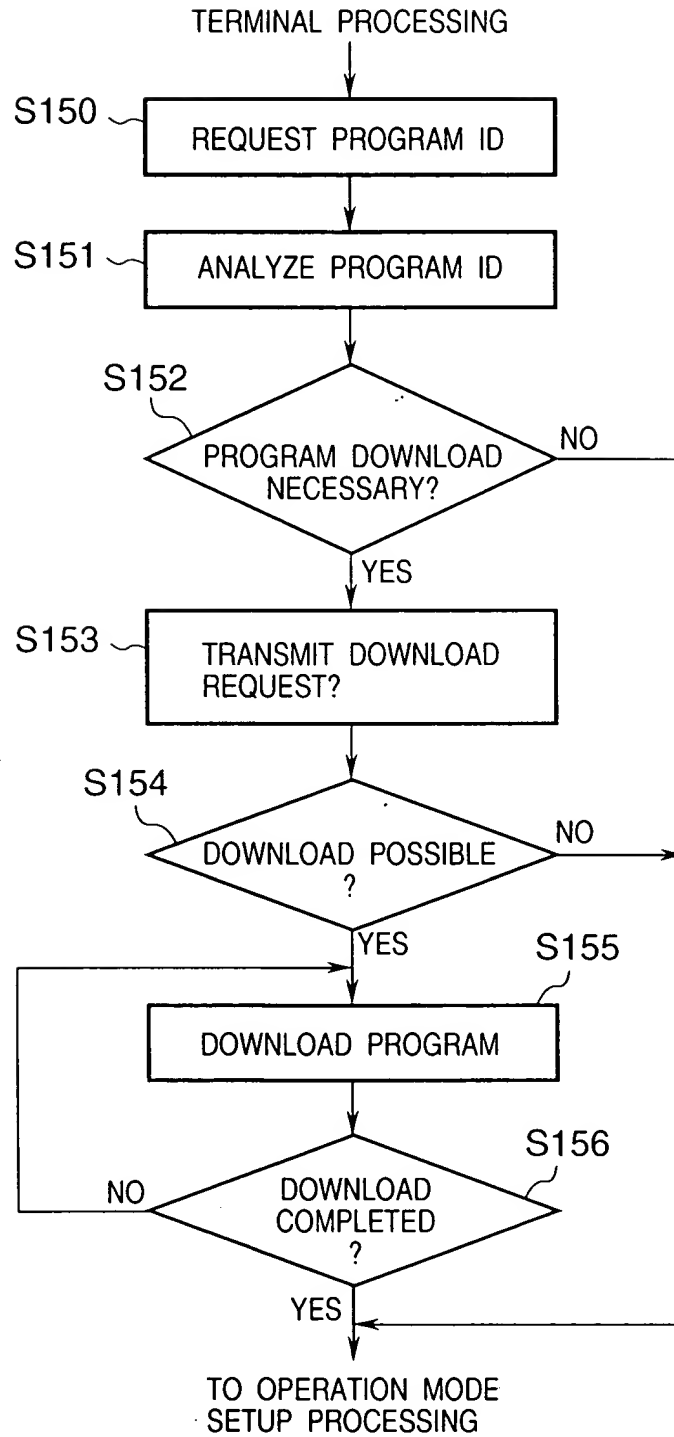 TERMINAL PROCESSING
S150
REQUEST PROGRAM ID
S151
ANALYZE PROGRAM ID
S152
PROGRAM DOWNLOAD
NECESSARY?
NO
YES
S153
TRANSMIT DOWNLOAD
REQUEST?
S154
DOWNLOAD POSSIBLE
?
NO
YES
S155
DOWNLOAD PROGRAM
S156
DOWNLOAD
COMPLETED
?
NO
YES
TO OPERATION MODE
SETUP PROCESSING